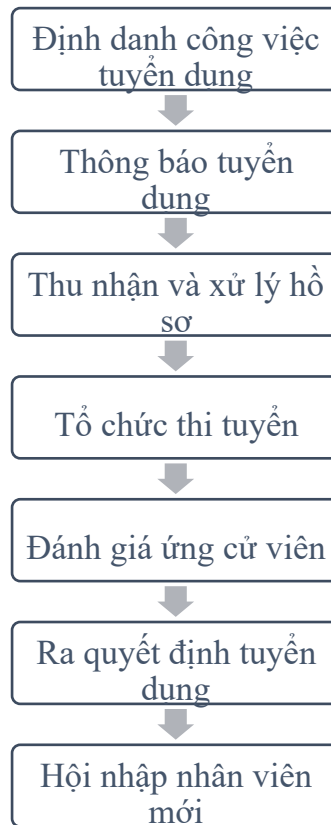 Định danh công việc
tuyển dụng
Thông báo tuyển
dụng
Thu nhận và xử lý hồ
sơ
Tổ chức thi tuyển
Đánh giá ứng cử viên
Ra quyết định tuyển
dụng
Hội nhập nhân viên
mới